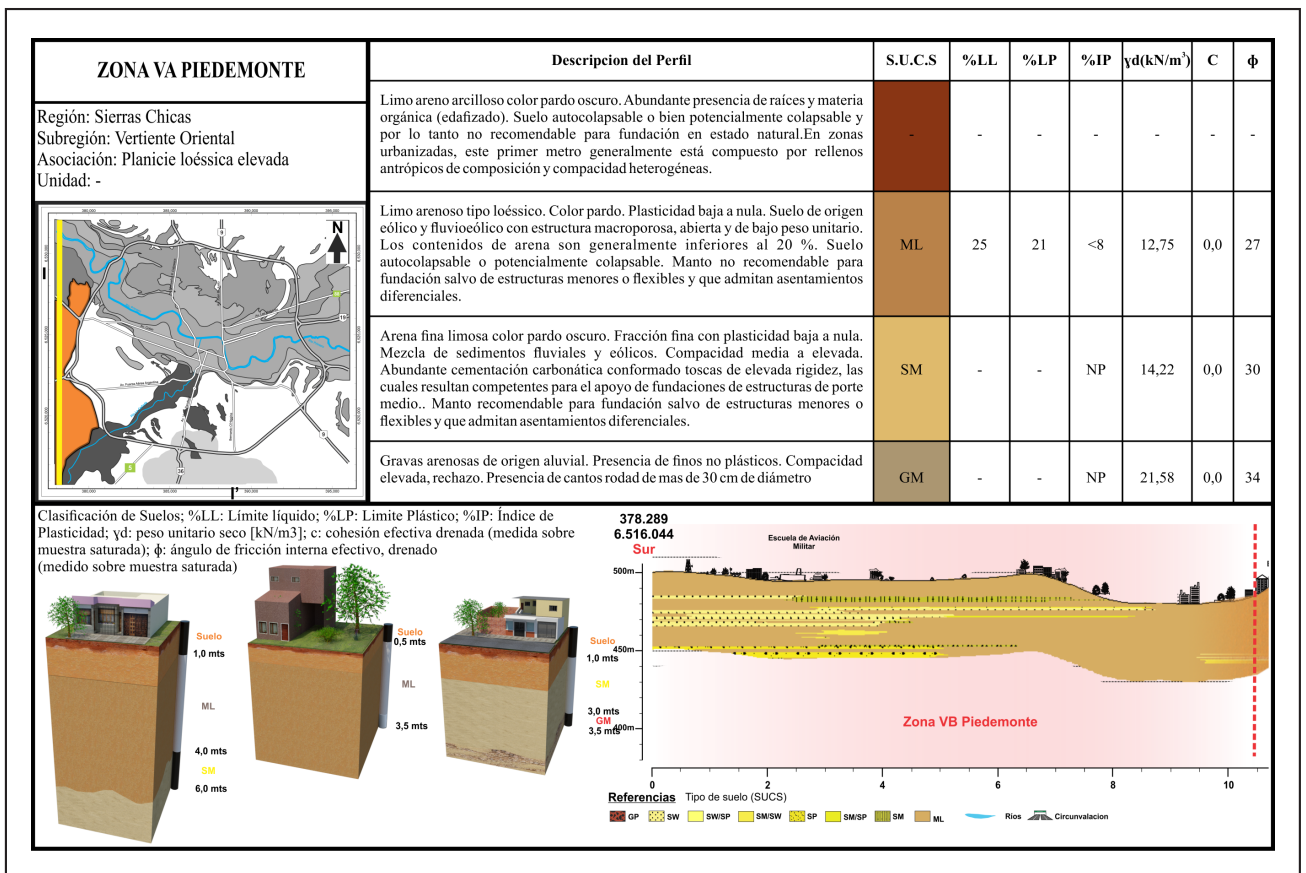 ZONA VA PIEDEMONTE
Región: Sierras Chicas
Subregión: Vertiente Oriental
Asociación: Planicie loéssica elevada
Unidad: -
Descripcion del Perfil S.U.C.S %LL %LP %IP γd(kN/m³) C ϕ
Limo areno arcilloso color pardo oscuro. Abundante presencia de raíces y materia
orgánica (edafizado). Suelo autocolapsable o bien potencialmente colapsable y
por lo tanto no recomendable para fundación en estado natural.En zonas
urbanizadas, este primer metro generalmente está compuesto por rellenos
antrópicos de composición y compacidad heterogéneas.
- - - - - - -
Limo arenoso tipo loéssico. Color pardo. Plasticidad baja a nula. Suelo de origen
eólico y fluvioeólico con estructura macroporosa, abierta y de bajo peso unitario.
Los contenidos de arena son generalmente inferiores al 20 %. Suelo
autocolapsable o potencialmente colapsable. Manto no recomendable para
fundación salvo de estructuras menores o flexibles y que admitan asentamientos
diferenciales.
ML 25 21 <8 12,75 0,0 27
Arena fina limosa color pardo oscuro. Fracción fina con plasticidad baja a nula.
Mezcla de sedimentos fluviales y eólicos. Compacidad media a elevada.
Abundante cementación carbonática conformado toscas de elevada rigidez, las
cuales resultan competentes para el apoyo de fundaciones de estructuras de porte
medio.. Manto recomendable para fundación salvo de estructuras menores o
flexibles y que admitan asentamientos diferenciales.
SM - - NP 14,22 0,0 30
Gravas arenosas de origen aluvial. Presencia de finos no plásticos. Compacidad
elevada, rechazo. Presencia de cantos rodad de mas de 30 cm de diámetro
GM - - NP 21,58 0,0 34
N
I
9
19
9
36
5
I'
Clasificación de Suelos; %LL: Límite líquido; %LP: Limite Plástico; %IP: Índice de
Plasticidad; γd: peso unitario seco [kN/m3]; c: cohesión efectiva drenada (medida sobre
muestra saturada); ϕ: ángulo de fricción interna efectivo, drenado
(medido sobre muestra saturada)
Suelo
1,0 mts
ML
4,0 mts
SM
6,0 mts
Suelo
0,5 mts
ML
3,5 mts
Suelo
1,0 mts
SM
3,0 mts
GM
3,5 mts
378.289
6.516.044
Sur
Escuela de Aviación
Militar
500m
450m
400m
Zona VB Piedemonte
0 2 4 6 8 10
Referencias Tipo de suelo (SUCS)
GP SW SW/SP SM/SW SP SM/SP SM ML Rios Circunvalacion